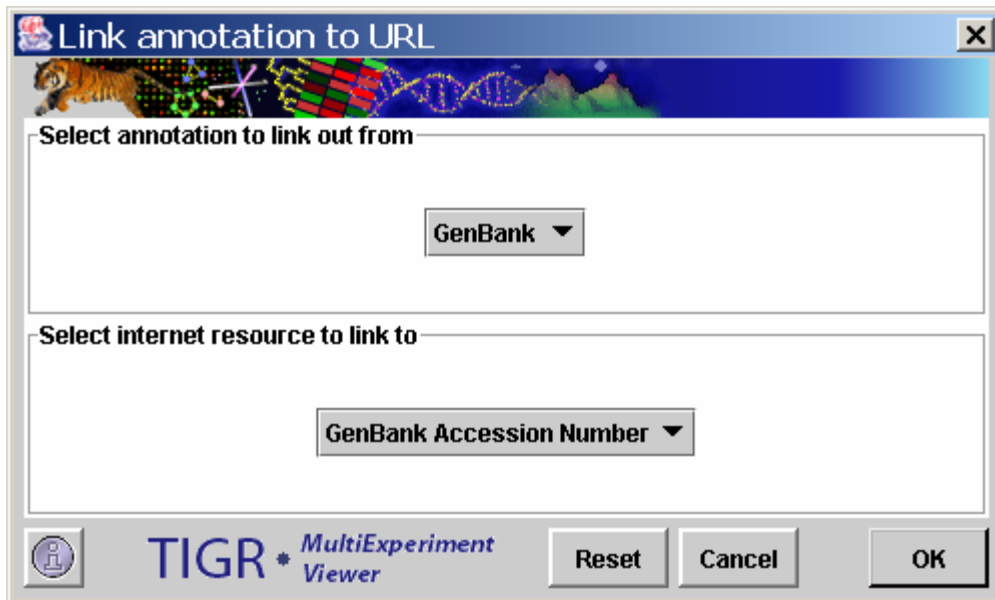 Link annotation to URL
Select annotation to link out from
GenBank
Select internet resource to link to
GenBank Accession Number
TIGR MultiExperiment
Viewer
Reset
Cancel
OK